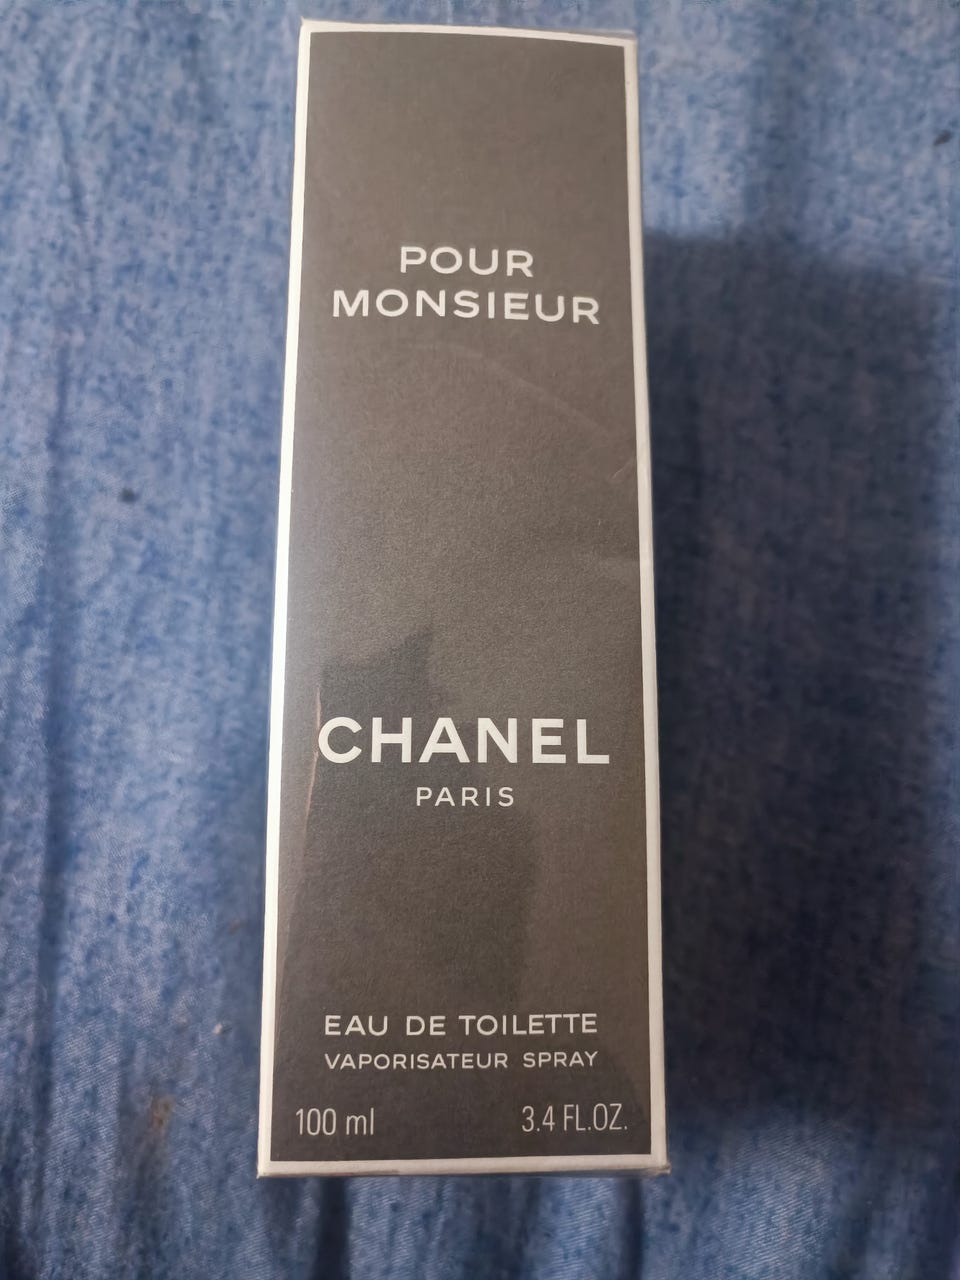 POUR
MONSIEUR
CHANEL
PARIS
EAU DE TOILETTE
VAPORISATEUR SPRAY
100 ml 3.4 FL.OZ.